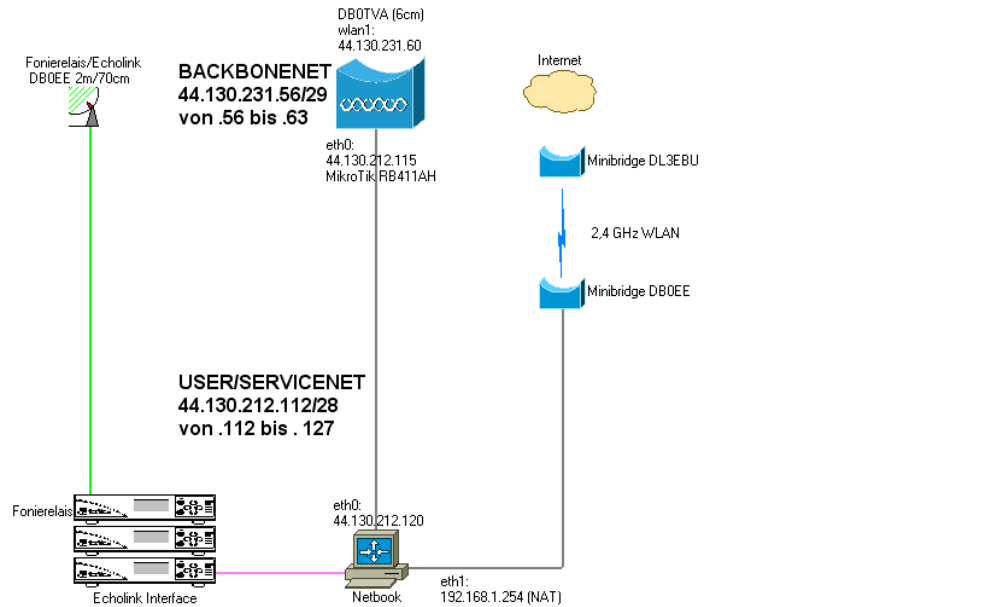 DB0TVA (6cm)
wlan1:
44.130.231.60
Fonierelais/Echolink
DB0EE 2m/70cm
BACKBONENET
44.130.231.56/29
von .56 bis .63
Internet
eth0:
44.130.212.115
MikroTik RB411AH
Minibridge DL3EBU
2,4 GHz WLAN
Minibridge DB0EE
USER/SERVICENET
44.130.212.112/28
von .112 bis . 127
Fonierelais
eth0:
44.130.212.120
Echolink Interface
Netbook
eth1:
192.168.1.254 (NAT)